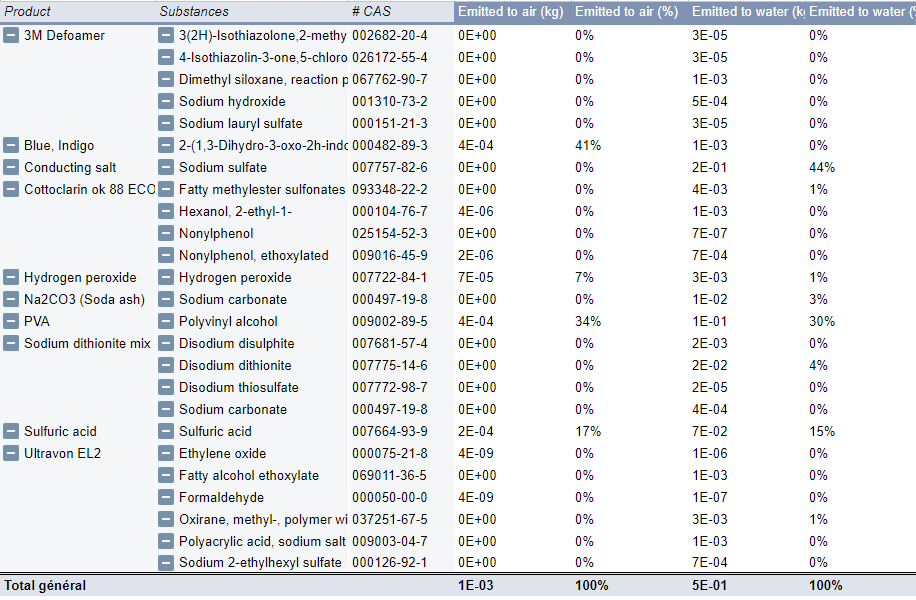 Product Substances # CAS Emitted to air (kg) Emitted to air (%) Emitted to water (kg Emitted to water (%
3M Defoamer 3(2H)-Isothiazolone,2-methy 002682-20-4 0E+00 0% 3E-05 0%
4-Isothiazolin-3-one,5-chloro 026172-55-4 0E+00 0% 3E-05 0%
Dimethyl siloxane, reaction p 067762-90-7 0E+00 0% 1E-03 0%
Sodium hydroxide 001310-73-2 0E+00 0% 5E-04 0%
Sodium lauryl sulfate 000151-21-3 0E+00 0% 3E-05 0%
Blue, Indigo 2-(1,3-Dihydro-3-oxo-2h-indo 000482-89-3 4E-04 41% 1E-03 0%
Conducting salt Sodium sulfate 007757-82-6 0E+00 0% 2E-01 44%
Cottoclarin ok 88 ECO Fatty methylester sulfonates 093348-22-2 0E+00 0% 4E-03 1%
Hexanol, 2-ethyl-1- 000104-76-7 4E-06 0% 1E-03 0%
Nonylphenol 025154-52-3 0E+00 0% 7E-07 0%
Nonylphenol, ethoxylated 009016-45-9 2E-06 0% 7E-04 0%
Hydrogen peroxide Hydrogen peroxide 007722-84-1 7E-05 7% 3E-03 1%
Na2CO3 (Soda ash) Sodium carbonate 000497-19-8 0E+00 0% 1E-02 3%
PVA Polyvinyl alcohol 009002-89-5 4E-04 34% 1E-01 30%
Sodium dithionite mix Disodium disulphite 007681-57-4 0E+00 0% 2E-03 0%
Disodium dithionite 007775-14-6 0E+00 0% 2E-02 4%
Disodium thiosulfate 007772-98-7 0E+00 0% 2E-05 0%
Sodium carbonate 000497-19-8 0E+00 0% 4E-04 0%
Sulfuric acid Sulfuric acid 007664-93-9 2E-04 17% 7E-02 15%
Ultravon EL2 Ethylene oxide 000075-21-8 4E-09 0% 1E-06 0%
Fatty alcohol ethoxylate 069011-36-5 0E+00 0% 1E-03 0%
Formaldehyde 000050-00-0 4E-09 0% 1E-07 0%
Oxirane, methyl-, polymer wi 037251-67-5 0E+00 0% 3E-03 1%
Polyacrylic acid, sodium salt 009003-04-7 0E+00 0% 1E-03 0%
Sodium 2-ethylhexyl sulfate 000126-92-1 0E+00 0% 7E-04 0%
Total général 1E-03 100% 5E-01 100%